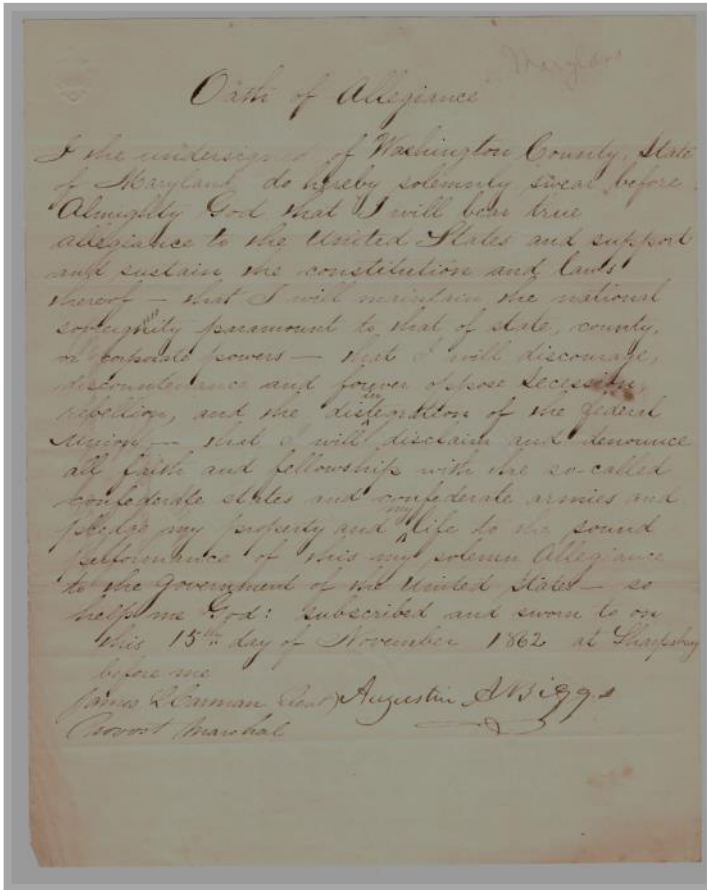 Maryland
Oath of Allegiance
I the undersigned of Washington County, State
of Maryland, do hereby solemnly swear before
Almighty God that I will bear true
allegiance to the United States and support
and sustain the constitution and laws
thereof — that I will maintain the national
sovereignity paramount to that of state, county,
or corporate powers — that I will discourage,
discountenance and forever oppose secession,
rebellion, and the disintegration of the federal
Union — that I will disclaim and denounce
all faith and fellowship with the so-called
confederate states and confederate armies and
pledge my property and my life to the sound
performance of this my solemn Allegiance
to the Government of the United States — so
help me God: subscribed and sworn to on
this 15th day of November 1862 at Sharpsburg
before me
James Augustin A Biggs
Provost Marshal